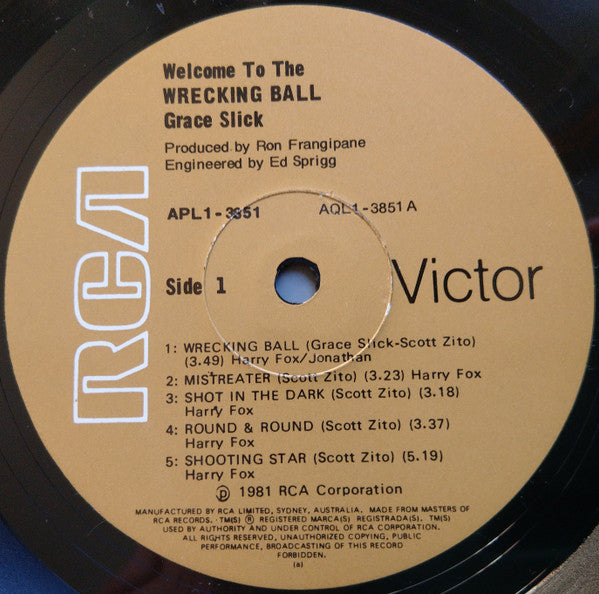 Welcome To The
WRECKING BALL
Grace Slick
Produced by Ron Frangipane
Engineered by Ed Sprigg
RCA
APL1-3851
AQL1-3851 A
Side 1
Victor
1: WRECKING BALL (Grace Slick-Scott Zito)
(3.49) Harry Fox/Jonathan
2: MISTREATER (Scott Zito) (3.23) Harry Fox
3: SHOT IN THE DARK (Scott Zito) (3.18)
Harry Fox
4: ROUND & ROUND (Scott Zito) (3.37)
Harry Fox
5: SHOOTING STAR (Scott Zito) (5.19)
Harry Fox
℗ 1981 RCA Corporation
MANUFACTURED BY RCA LIMITED, SYDNEY, AUSTRALIA. MADE FROM MASTERS OF
RCA RECORDS. TM(S) ® REGISTERED MARCA(S) REGISTRADA(S). TM(S)
USED BY AUTHORITY AND UNDER CONTROL OF RCA CORPORATION.
ALL RIGHTS RESERVED, UNAUTHORIZED COPYING, PUBLIC
PERFORMANCE, BROADCASTING OF THIS RECORD
FORBIDDEN.
(a)